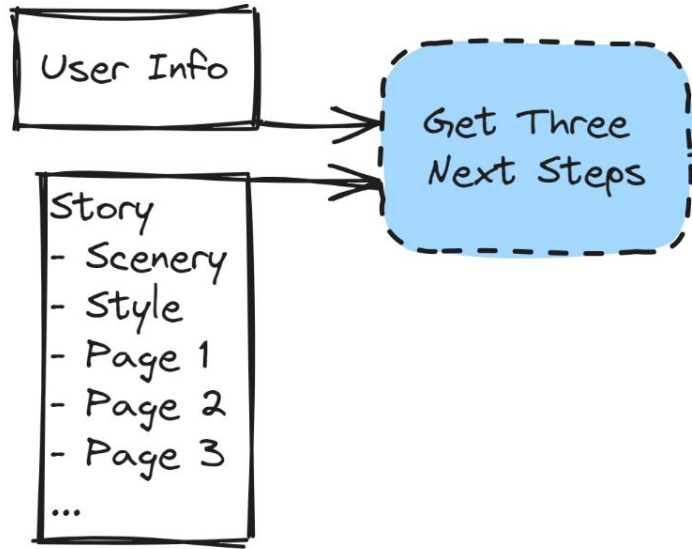 User Info
Get Three
Next Steps
Story
- Scenery
- Style
- Page 1
- Page 2
- Page 3
...